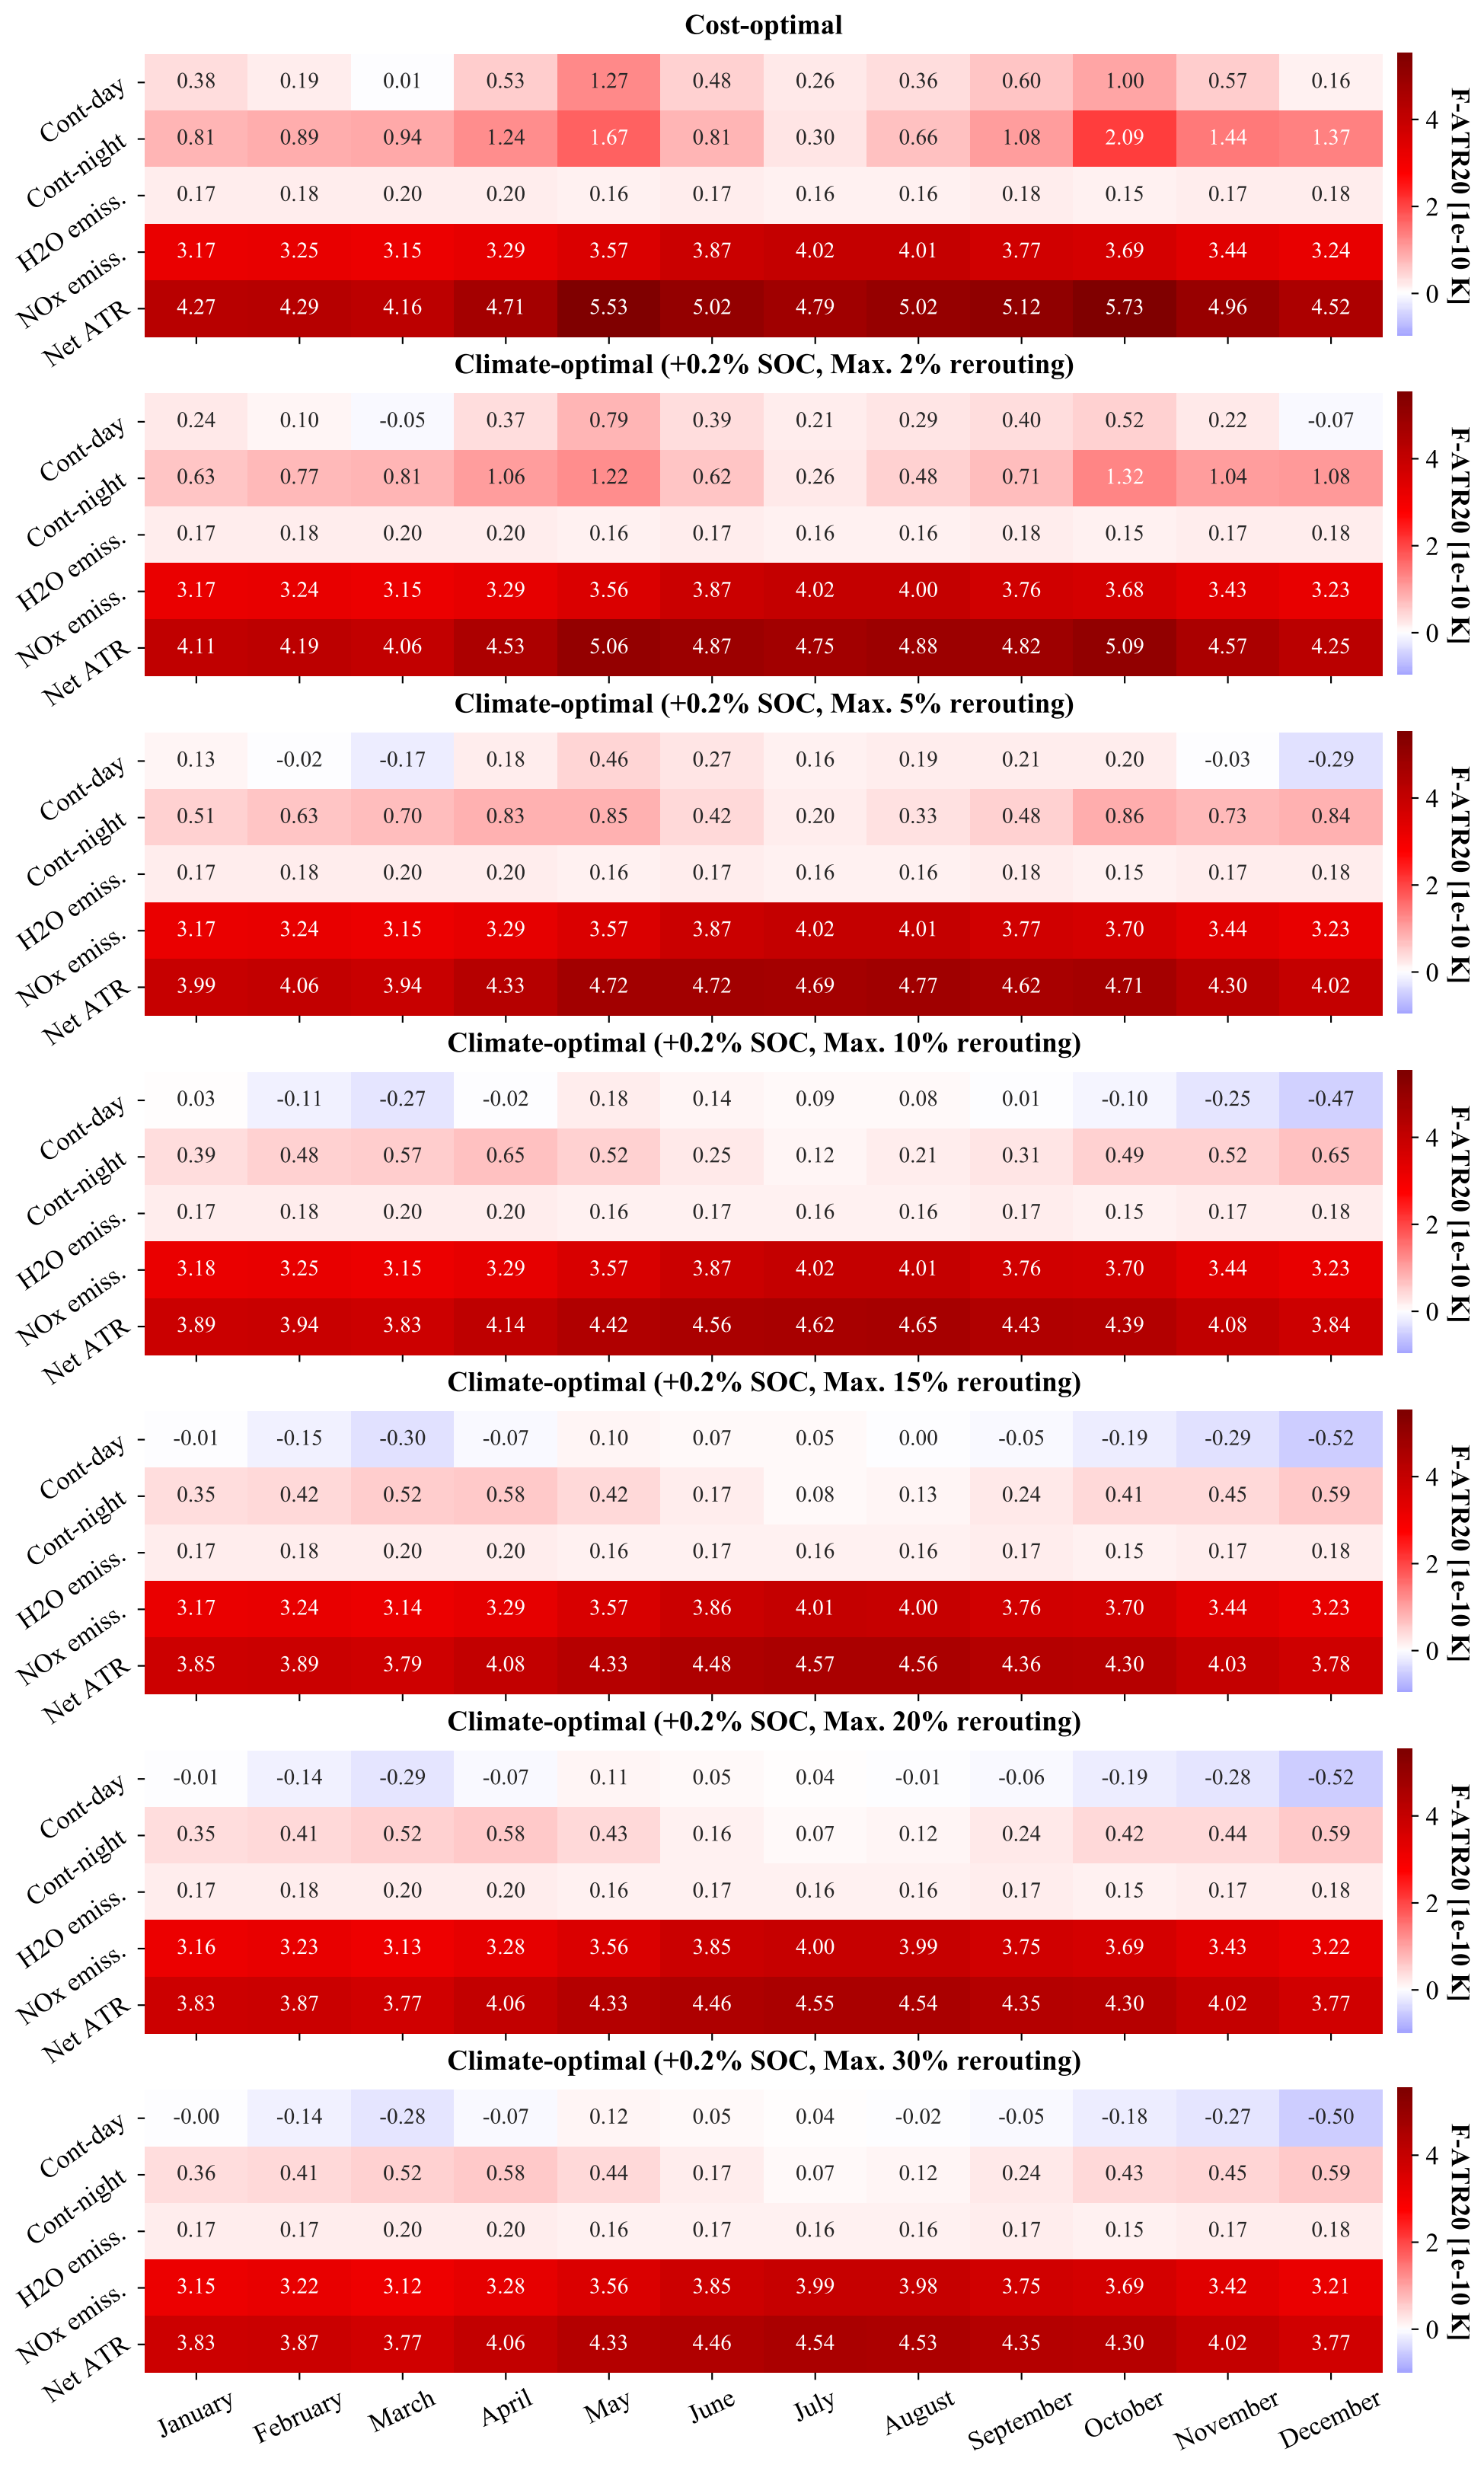 Cost-optimal
Cont-day 0.38 0.19 0.01 0.53 1.27 0.48 0.26 0.36 0.60 1.00 0.57 0.16
Cont-night 0.81 0.89 0.94 1.24 1.67 0.81 0.30 0.66 1.08 2.09 1.44 1.37
H2O emiss. 0.17 0.18 0.20 0.20 0.16 0.17 0.16 0.16 0.18 0.15 0.17 0.18
NOx emiss. 3.17 3.25 3.15 3.29 3.57 3.87 4.02 4.01 3.77 3.69 3.44 3.24
Net ATR 4.27 4.29 4.16 4.71 5.53 5.02 4.79 5.02 5.12 5.73 4.96 4.52
4
2
0
F-ATR20 [1e-10 K]
Climate-optimal (+0.2% SOC, Max. 2% rerouting)
Cont-day 0.24 0.10 -0.05 0.37 0.79 0.39 0.21 0.29 0.40 0.52 0.22 -0.07
Cont-night 0.63 0.77 0.81 1.06 1.22 0.62 0.26 0.48 0.71 1.32 1.04 1.08
H2O emiss. 0.17 0.18 0.20 0.20 0.16 0.17 0.16 0.16 0.18 0.15 0.17 0.18
NOx emiss. 3.17 3.24 3.15 3.29 3.56 3.87 4.02 4.00 3.76 3.68 3.43 3.23
Net ATR 4.11 4.19 4.06 4.53 5.06 4.87 4.75 4.88 4.82 5.09 4.57 4.25
4
2
0
F-ATR20 [1e-10 K]
Climate-optimal (+0.2% SOC, Max. 5% rerouting)
Cont-day 0.13 -0.02 -0.17 0.18 0.46 0.27 0.16 0.19 0.21 0.20 -0.03 -0.29
Cont-night 0.51 0.63 0.70 0.83 0.85 0.42 0.20 0.33 0.48 0.86 0.73 0.84
H2O emiss. 0.17 0.18 0.20 0.20 0.16 0.17 0.16 0.16 0.18 0.15 0.17 0.18
NOx emiss. 3.17 3.24 3.15 3.29 3.57 3.87 4.02 4.01 3.77 3.70 3.44 3.23
Net ATR 3.99 4.06 3.94 4.33 4.72 4.72 4.69 4.77 4.62 4.71 4.30 4.02
4
2
0
F-ATR20 [1e-10 K]
Climate-optimal (+0.2% SOC, Max. 10% rerouting)
Cont-day 0.03 -0.11 -0.27 -0.02 0.18 0.14 0.09 0.08 0.01 -0.10 -0.25 -0.47
Cont-night 0.39 0.48 0.57 0.65 0.52 0.25 0.12 0.21 0.31 0.49 0.52 0.65
H2O emiss. 0.17 0.18 0.20 0.20 0.16 0.17 0.16 0.16 0.17 0.15 0.17 0.18
NOx emiss. 3.18 3.25 3.15 3.29 3.57 3.87 4.02 4.01 3.76 3.70 3.44 3.23
Net ATR 3.89 3.94 3.83 4.14 4.42 4.56 4.62 4.65 4.43 4.39 4.08 3.84
4
2
0
F-ATR20 [1e-10 K]
Climate-optimal (+0.2% SOC, Max. 15% rerouting)
Cont-day -0.01 -0.15 -0.30 -0.07 0.10 0.07 0.05 0.00 -0.05 -0.19 -0.29 -0.52
Cont-night 0.35 0.42 0.52 0.58 0.42 0.17 0.08 0.13 0.24 0.41 0.45 0.59
H2O emiss. 0.17 0.18 0.20 0.20 0.16 0.17 0.16 0.16 0.17 0.15 0.17 0.18
NOx emiss. 3.17 3.24 3.14 3.29 3.57 3.86 4.01 4.00 3.76 3.70 3.44 3.23
Net ATR 3.85 3.89 3.79 4.08 4.33 4.48 4.57 4.56 4.36 4.30 4.03 3.78
4
2
0
F-ATR20 [1e-10 K]
Climate-optimal (+0.2% SOC, Max. 20% rerouting)
Cont-day -0.01 -0.14 -0.29 -0.07 0.11 0.05 0.04 -0.01 -0.06 -0.19 -0.28 -0.52
Cont-night 0.35 0.41 0.52 0.58 0.43 0.16 0.07 0.12 0.24 0.42 0.44 0.59
H2O emiss. 0.17 0.18 0.20 0.20 0.16 0.17 0.16 0.16 0.17 0.15 0.17 0.18
NOx emiss. 3.16 3.23 3.13 3.28 3.56 3.85 4.00 3.99 3.75 3.69 3.43 3.22
Net ATR 3.83 3.87 3.77 4.06 4.33 4.46 4.55 4.54 4.35 4.30 4.02 3.77
4
2
0
F-ATR20 [1e-10 K]
Climate-optimal (+0.2% SOC, Max. 30% rerouting)
Cont-day -0.00 -0.14 -0.28 -0.07 0.12 0.05 0.04 -0.02 -0.05 -0.18 -0.27 -0.50
Cont-night 0.36 0.41 0.52 0.58 0.44 0.17 0.07 0.12 0.24 0.43 0.45 0.59
H2O emiss. 0.17 0.17 0.20 0.20 0.16 0.17 0.16 0.16 0.17 0.15 0.17 0.18
NOx emiss. 3.15 3.22 3.12 3.28 3.56 3.85 3.99 3.98 3.75 3.69 3.42 3.21
Net ATR 3.83 3.87 3.77 4.06 4.33 4.46 4.54 4.53 4.35 4.30 4.02 3.77
4
2
0
F-ATR20 [1e-10 K]
January February March April May June July August September October November December